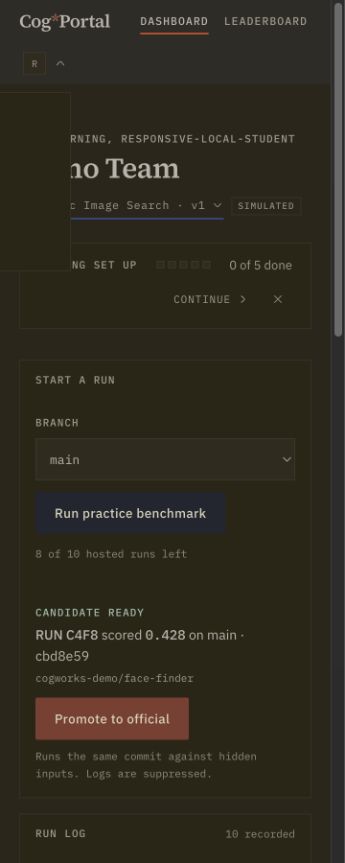 Cog*Portal
DASHBOARD LEADERBOARD
R
RNING, RESPONSIVE-LOCAL-STUDENT
no Team
c Image Search · v1 SIMULATED
NG SET UP 0 of 5 done
CONTINUE
START A RUN
BRANCH
main
Run practice benchmark
8 of 10 hosted runs left
CANDIDATE READY
RUN C4F8 scored 0.428 on main ·
cbd8e59
cogworks-demo/face-finder
Promote to official
Runs the same commit against hidden
inputs. Logs are suppressed.
RUN LOG 10 recorded